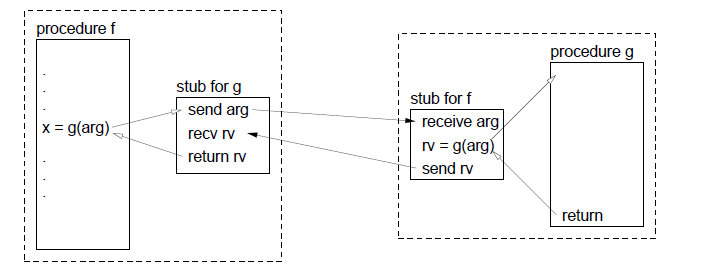 procedure f
.
.
.
x = g(arg)
.
.
.
stub for g
send arg
recv rv
return rv
stub for f
receive arg
rv = g(arg)
send rv
procedure g
return